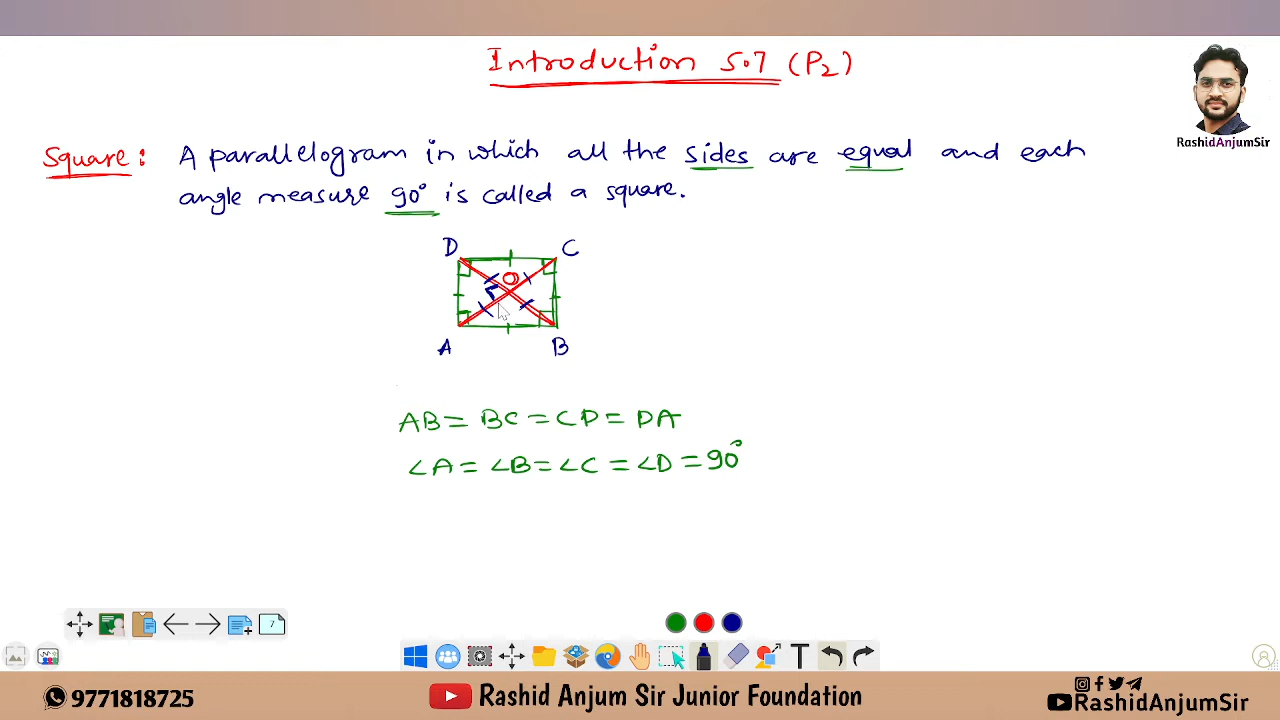 Introduction 5.7 (P2)
RashidAnjumSir
Square: A parallelogram in which all the sides are equal and each
angle measure 90° is called a square.
D C
O
A B
AB = BC = CD = DA
∠A = ∠B = ∠C = ∠D = 90°
7
T
9771818725
Rashid Anjum Sir Junior Foundation
RashidAnjumSir